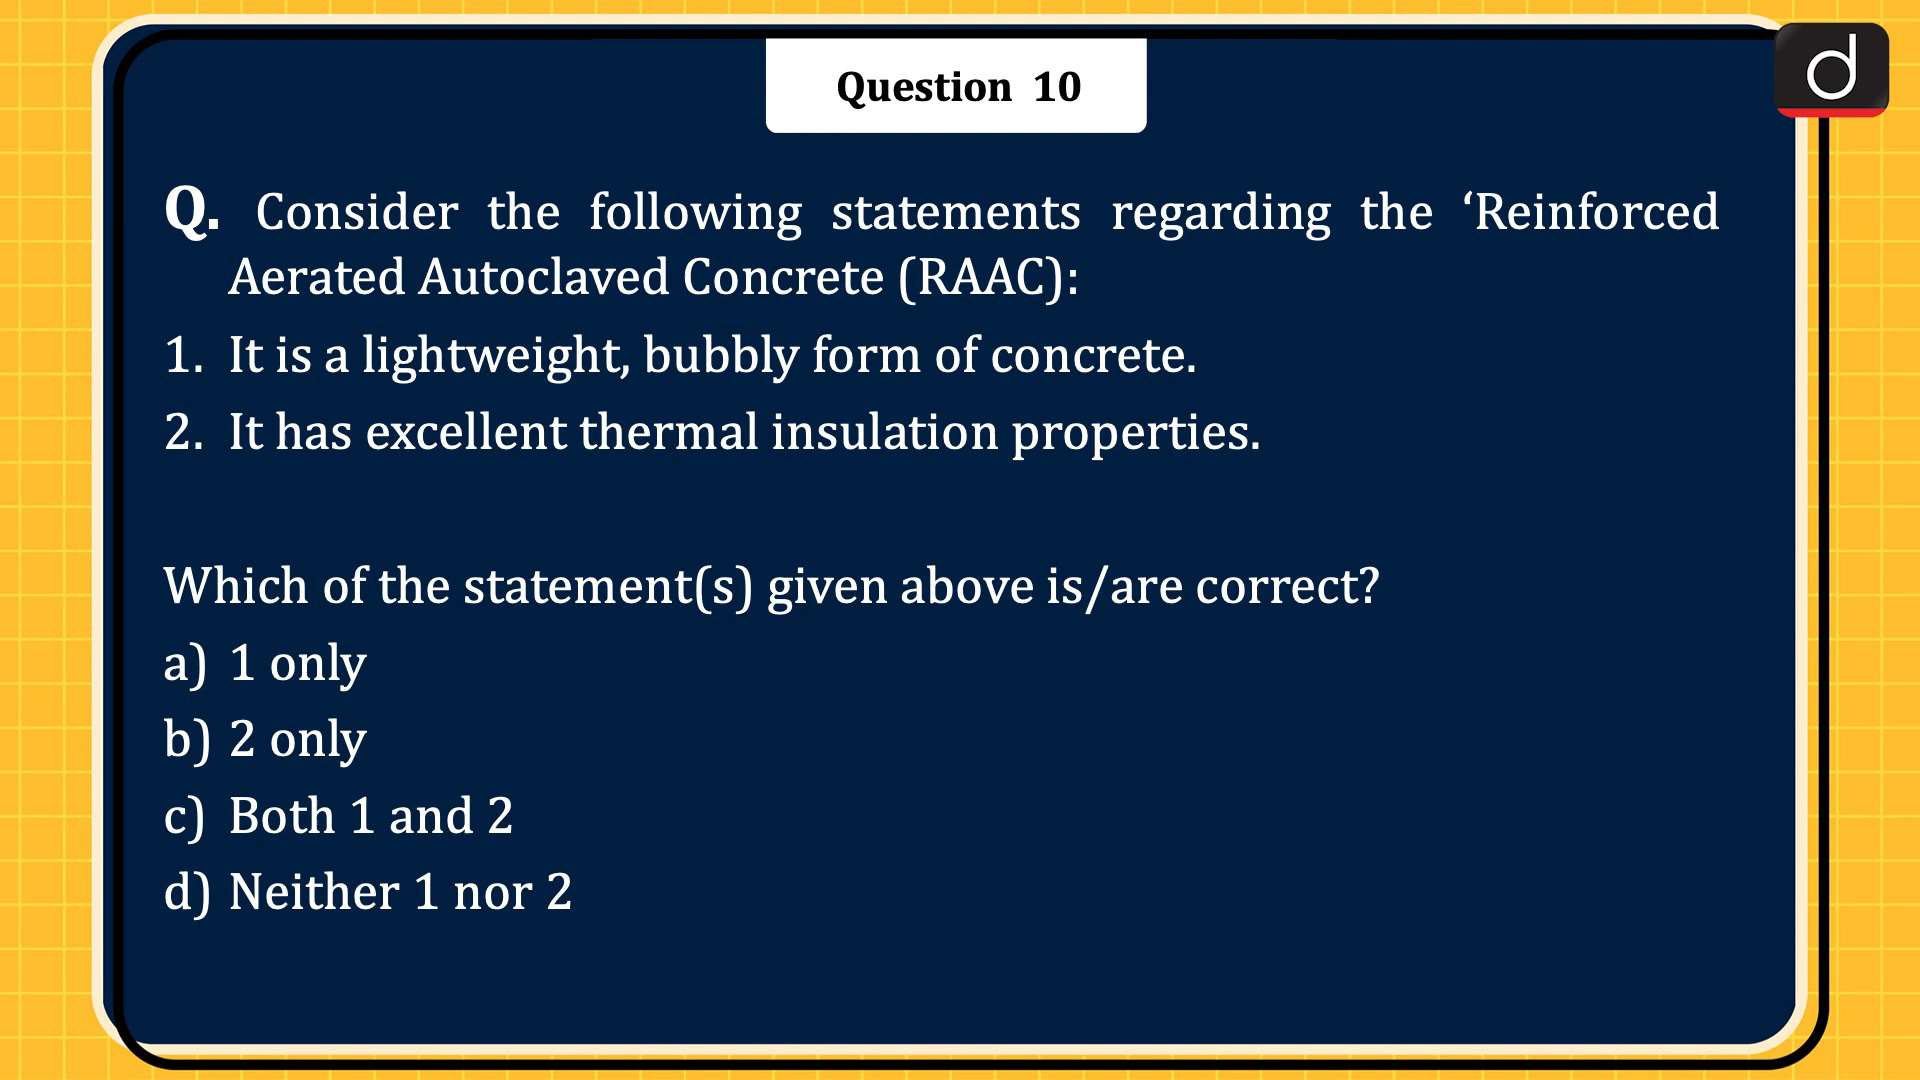 Question 10
Q. Consider the following statements regarding the ‘Reinforced
Aerated Autoclaved Concrete (RAAC):
1. It is a lightweight, bubbly form of concrete.
2. It has excellent thermal insulation properties.
Which of the statement(s) given above is/are correct?
a) 1 only
b) 2 only
c) Both 1 and 2
d) Neither 1 nor 2
d